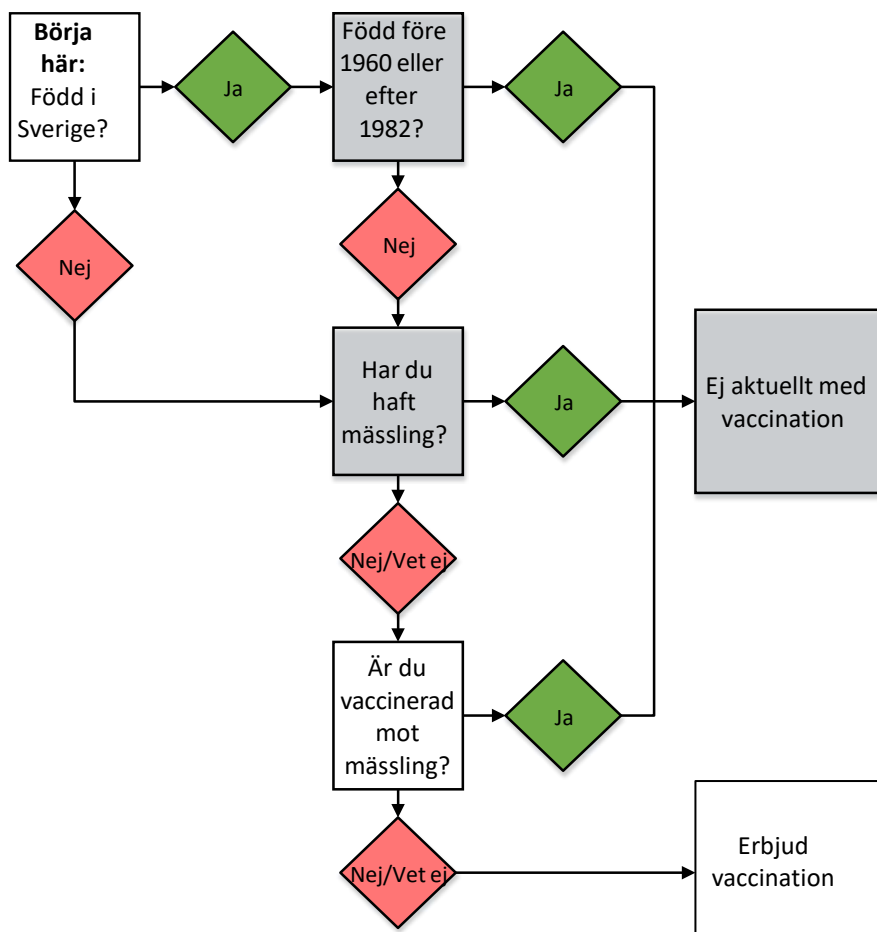 Börja
här:
Född i
Sverige?
Ja
Född före
1960 eller
efter
1982?
Ja
Nej
Nej
Har du
haft
mässling?
Ja
Ej aktuellt med
vaccination
Nej/Vet ej
Är du
vaccinerad
mot
mässling?
Ja
Nej/Vet ej
Erbjud
vaccination